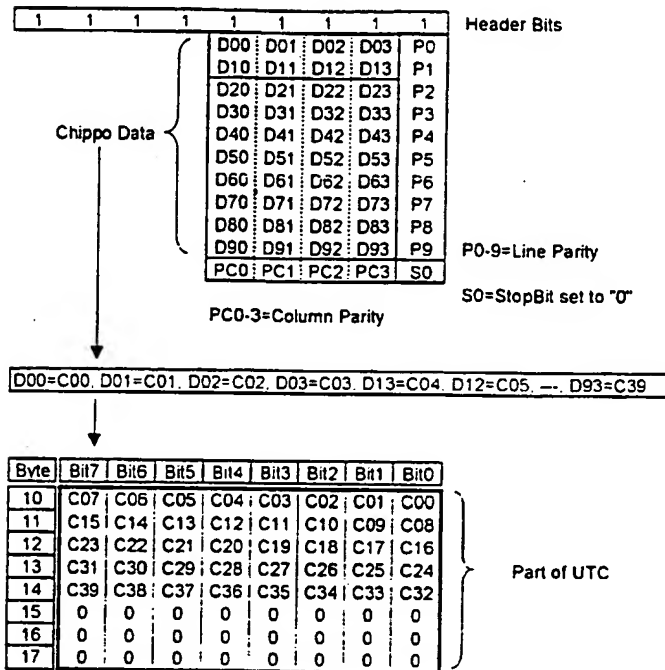 1 1 1 1 1 1 1 1 1 Header Bits
D00 D01 D02 D03 P0
D10 D11 D12 D13 P1
D20 D21 D22 D23 P2
D30 D31 D32 D33 P3
Chippo Data D40 D41 D42 D43 P4
D50 D51 D52 D53 P5
D60 D61 D62 D63 P6
D70 D71 D72 D73 P7
D80 D81 D82 D83 P8
D90 D91 D92 D93 P9 P0-9=Line Parity
PC0 PC1 PC2 PC3 S0
S0=StopBit set to "0"
PC0-3=Column Parity
D00=C00, D01=C01, D02=C02, D03=C03, D13=C04, D12=C05, ---, D93=C39
Byte Bit7 Bit6 Bit5 Bit4 Bit3 Bit2 Bit1 Bit0
10 C07 C06 C05 C04 C03 C02 C01 C00
11 C15 C14 C13 C12 C11 C10 C09 C08
12 C23 C22 C21 C20 C19 C18 C17 C16
13 C31 C30 C29 C28 C27 C26 C25 C24 Part of UTC
14 C39 C38 C37 C36 C35 C34 C33 C32
15 0 0 0 0 0 0 0 0
16 0 0 0 0 0 0 0 0
17 0 0 0 0 0 0 0 0